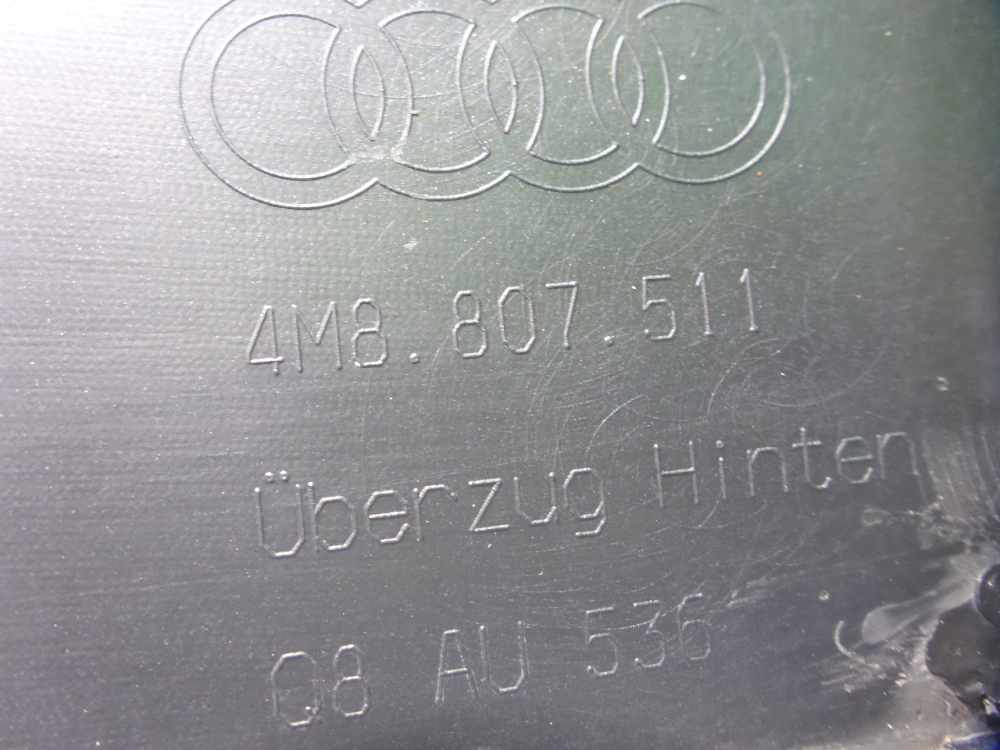 4M8.807.511
Überzug Hinten
Q8 AU 536